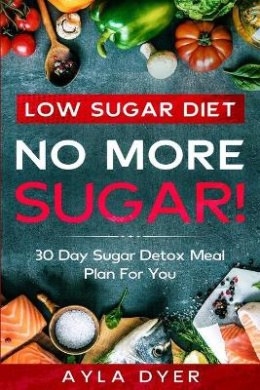 LOW SUGAR DIET
NO MORE
SUGAR!
30 Day Sugar Detox Meal
Plan For You
AYLA DYER